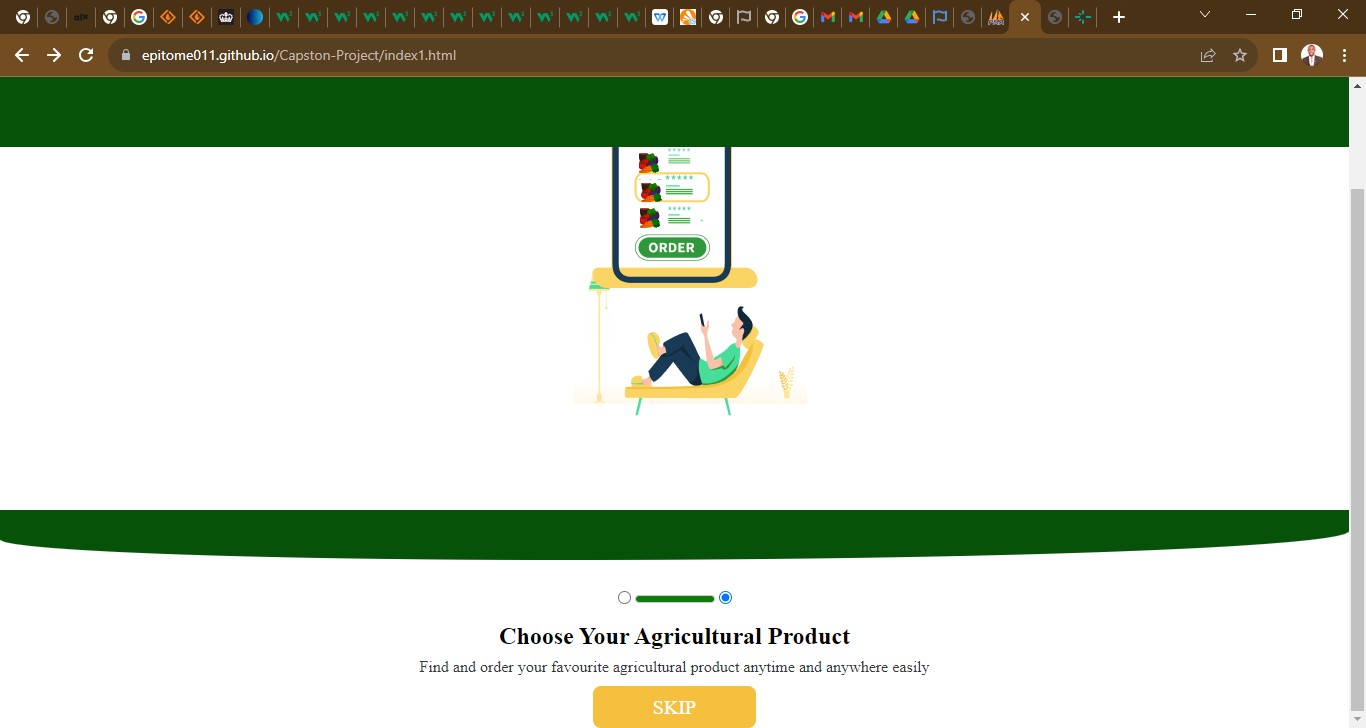 alx
epitome011.github.io/Capston-Project/index1.html
ORDER
Choose Your Agricultural Product
Find and order your favourite agricultural product anytime and anywhere easily
SKIP